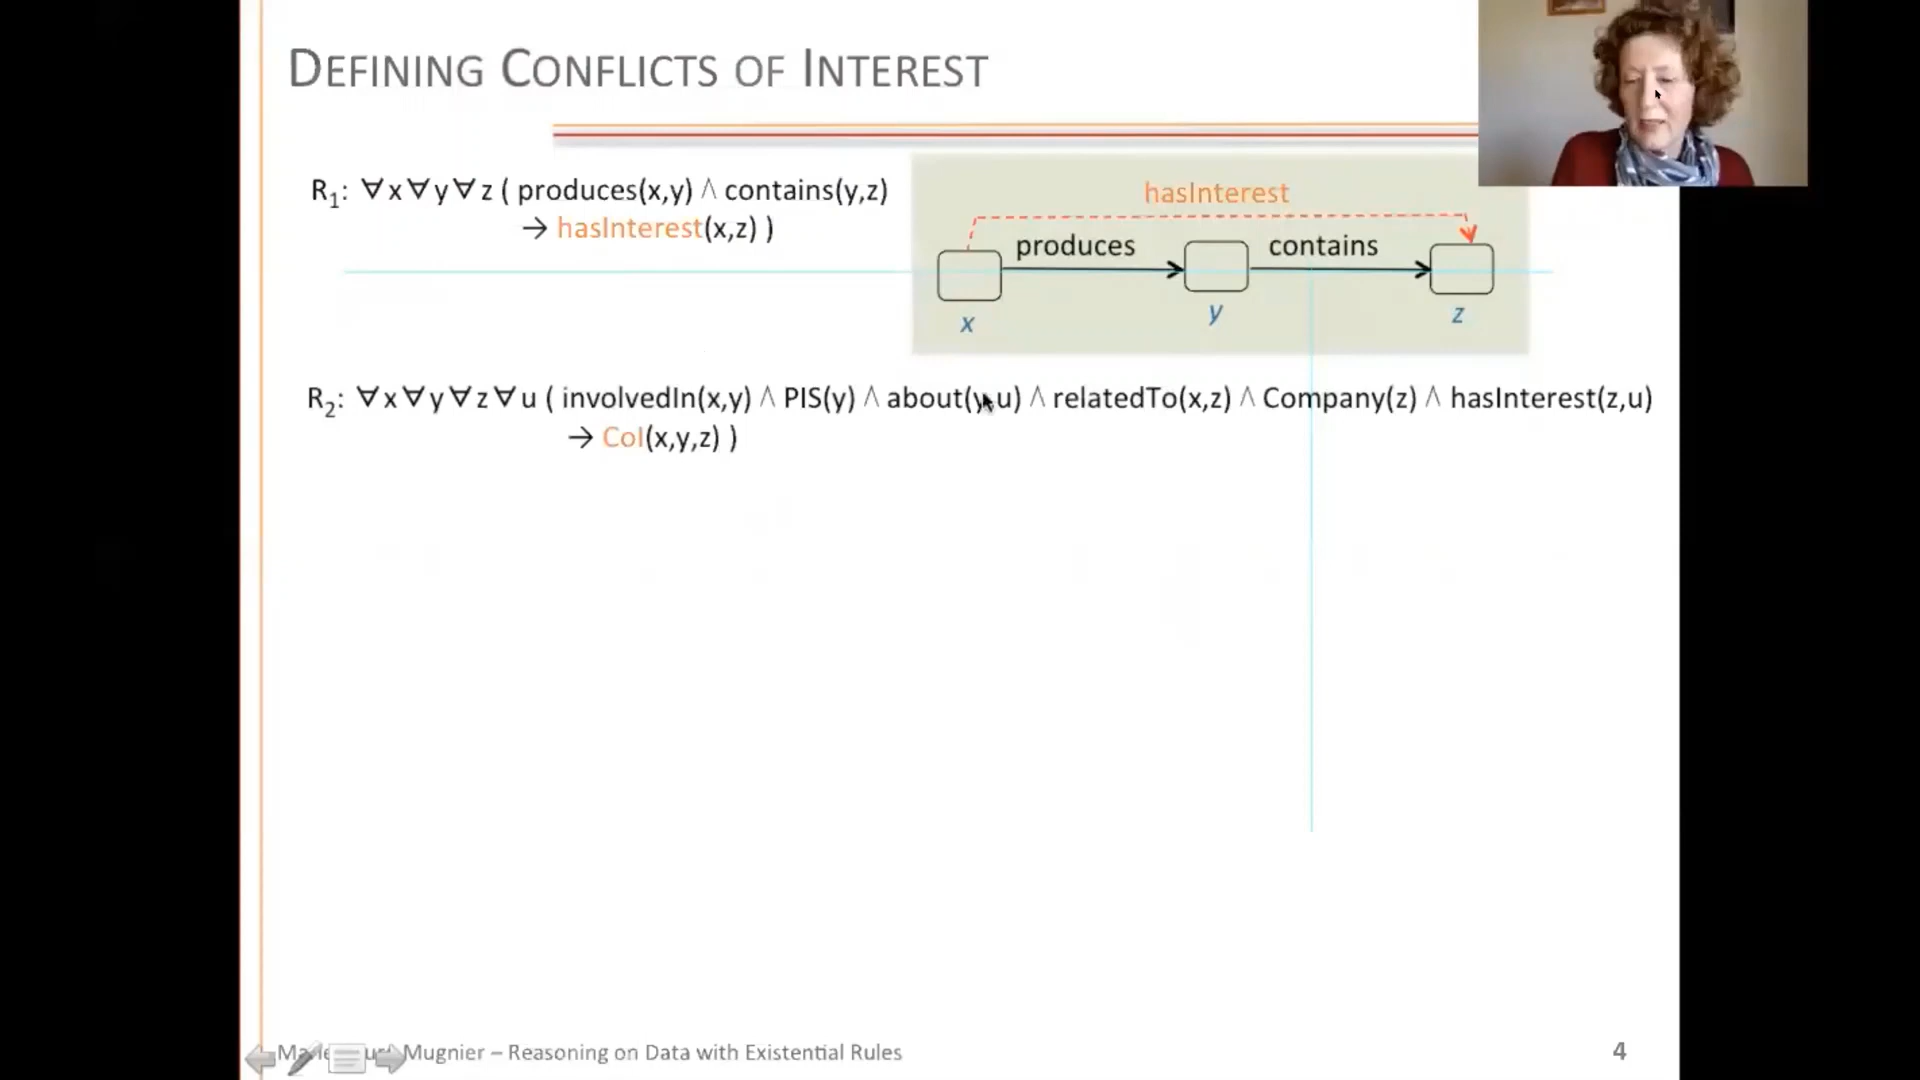 DEFINING CONFLICTS OF INTEREST
R1: ∀x∀y∀z ( produces(x,y) ∧ contains(y,z)
→ hasInterest(x,z) )
hasInterest
produces
contains
x
y
z
R2: ∀x∀y∀z∀u ( involvedIn(x,y) ∧ PIS(y) ∧ about(y,u) ∧ relatedTo(x,z) ∧ Company(z) ∧ hasInterest(z,u)
→ CoI(x,y,z) )
Mugnier – Reasoning on Data with Existential Rules
4